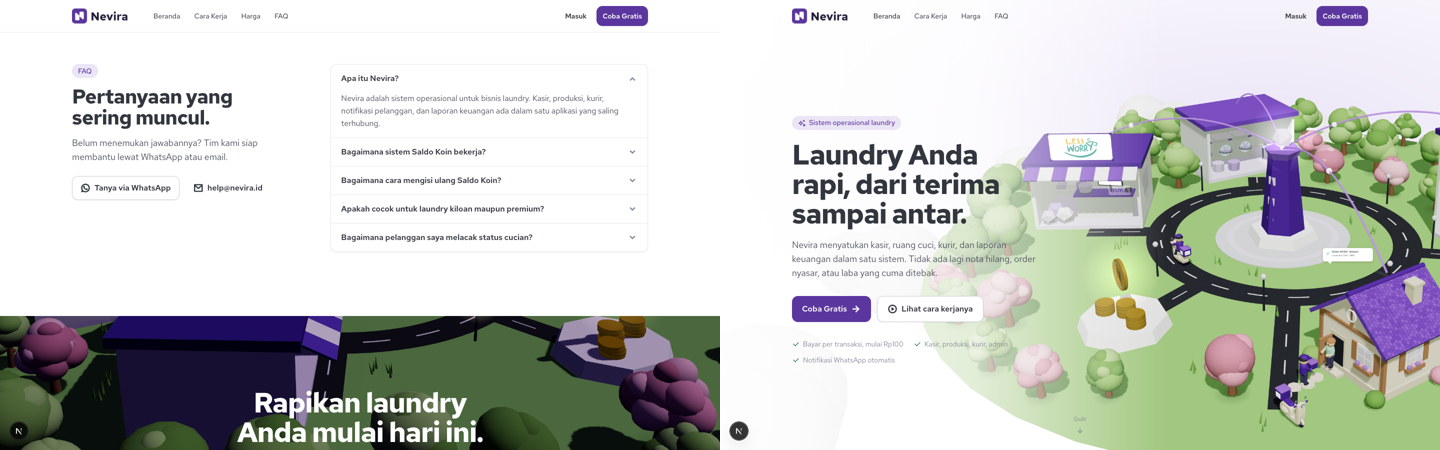 Nevira
Beranda
Cara Kerja
Harga
FAQ
Masuk
Coba Gratis
FAQ
Pertanyaan yang
sering muncul.
Belum menemukan jawabannya? Tim kami siap
membantu lewat WhatsApp atau email.
Tanya via WhatsApp
help@nevira.id
Apa itu Nevira?
Nevira adalah sistem operasional untuk bisnis laundry. Kasir, produksi, kurir,
notifikasi pelanggan, dan laporan keuangan ada dalam satu aplikasi yang saling
terhubung.
Bagaimana sistem Saldo Koin bekerja?
Bagaimana cara mengisi ulang Saldo Koin?
Apakah cocok untuk laundry kiloan maupun premium?
Bagaimana pelanggan saya melacak status cucian?
Rapikan laundry
Anda mulai hari ini.
N
Nevira
Beranda
Cara Kerja
Harga
FAQ
Masuk
Coba Gratis
Sistem operasional laundry
Laundry Anda
rapi, dari terima
sampai antar.
Nevira menyatukan kasir, ruang cuci, kurir, dan laporan
keuangan dalam satu sistem. Tidak ada lagi nota hilang, order
nyasar, atau laba yang cuma ditebak.
Coba Gratis
Lihat cara kerjanya
Bayar per transaksi, mulai Rp100
Kasir, produksi, kurir, admin
Notifikasi WhatsApp otomatis
LESS
WORRY
Gulir
N